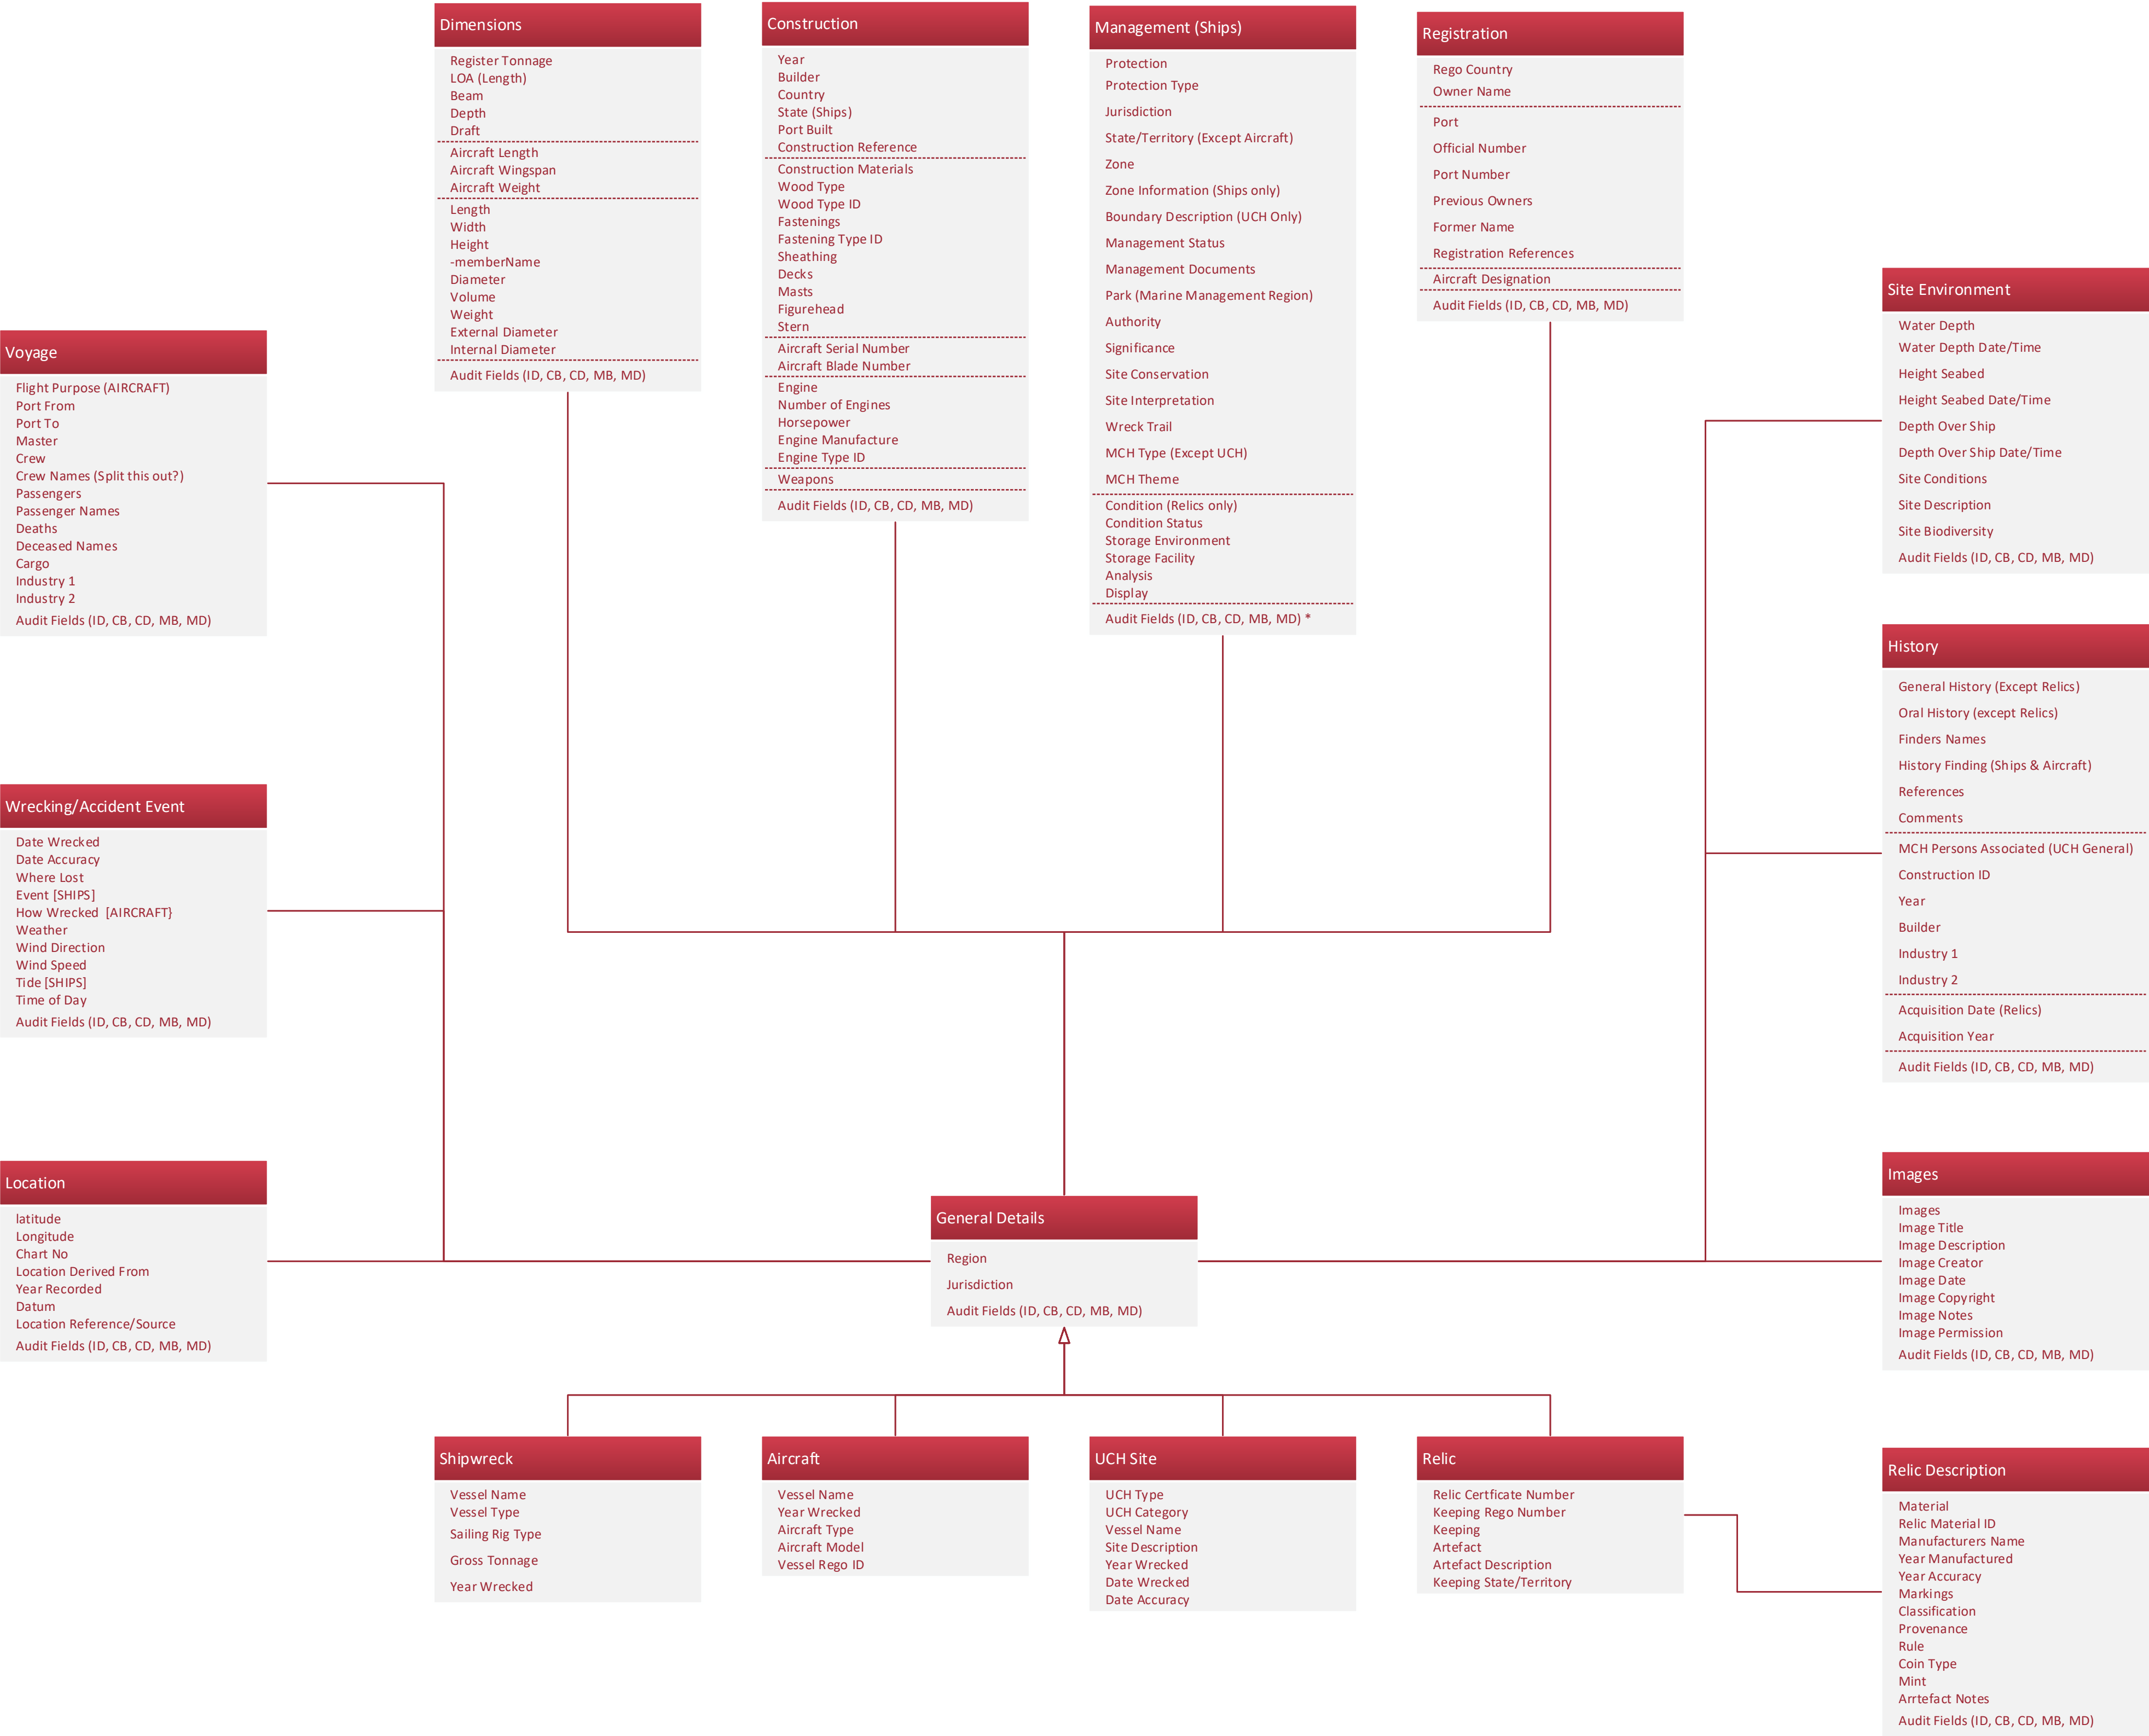 Dimensions
Register Tonnage
LOA (Length)
Beam
Depth
Draft
Aircraft Length
Aircraft Wingspan
Aircraft Weight
Length
Width
Height
-memberName
Diameter
Volume
Weight
External Diameter
Internal Diameter
Audit Fields (ID, CB, CD, MB, MD)
Construction
Year
Builder
Country
State (Ships)
Port Built
Construction Reference
Construction Materials
Wood Type
Wood Type ID
Fastenings
Fastening Type ID
Sheathing
Decks
Masts
Figurehead
Stern
Aircraft Serial Number
Aircraft Blade Number
Engine
Number of Engines
Horsepower
Engine Manufacture
Engine Type ID
Weapons
Audit Fields (ID, CB, CD, MB, MD)
Management (Ships)
Protection
Protection Type
Jurisdiction
State/Territory (Except Aircraft)
Zone
Zone Information (Ships only)
Boundary Description (UCH Only)
Management Status
Management Documents
Park (Marine Management Region)
Authority
Significance
Site Conservation
Site Interpretation
Wreck Trail
MCH Type (Except UCH)
MCH Theme
Condition (Relics only)
Condition Status
Storage Environment
Storage Facility
Analysis
Display
Audit Fields (ID, CB, CD, MB, MD) *
Registration
Rego Country
Owner Name
Port
Official Number
Port Number
Previous Owners
Former Name
Registration References
Aircraft Designation
Audit Fields (ID, CB, CD, MB, MD)
Site Environment
Water Depth
Water Depth Date/Time
Height Seabed
Height Seabed Date/Time
Depth Over Ship
Depth Over Ship Date/Time
Site Conditions
Site Description
Site Biodiversity
Audit Fields (ID, CB, CD, MB, MD)
Voyage
Flight Purpose (AIRCRAFT)
Port From
Port To
Master
Crew
Crew Names (Split this out?)
Passengers
Passenger Names
Deaths
Deceased Names
Cargo
Industry 1
Industry 2
Audit Fields (ID, CB, CD, MB, MD)
History
General History (Except Relics)
Oral History (except Relics)
Finders Names
History Finding (Ships & Aircraft)
References
Comments
MCH Persons Associated (UCH General)
Construction ID
Year
Builder
Industry 1
Industry 2
Acquisition Date (Relics)
Acquisition Year
Audit Fields (ID, CB, CD, MB, MD)
Wrecking/Accident Event
Date Wrecked
Date Accuracy
Where Lost
Event [SHIPS]
How Wrecked [AIRCRAFT}
Weather
Wind Direction
Wind Speed
Tide [SHIPS]
Time of Day
Audit Fields (ID, CB, CD, MB, MD)
Location
latitude
Longitude
Chart No
Location Derived From
Year Recorded
Datum
Location Reference/Source
Audit Fields (ID, CB, CD, MB, MD)
General Details
Region
Jurisdiction
Audit Fields (ID, CB, CD, MB, MD)
Images
Images
Image Title
Image Description
Image Creator
Image Date
Image Copyright
Image Notes
Image Permission
Audit Fields (ID, CB, CD, MB, MD)
Shipwreck
Vessel Name
Vessel Type
Sailing Rig Type
Gross Tonnage
Year Wrecked
Aircraft
Vessel Name
Year Wrecked
Aircraft Type
Aircraft Model
Vessel Rego ID
UCH Site
UCH Type
UCH Category
Vessel Name
Site Description
Year Wrecked
Date Wrecked
Date Accuracy
Relic
Relic Certficate Number
Keeping Rego Number
Keeping
Artefact
Artefact Description
Keeping State/Territory
Relic Description
Material
Relic Material ID
Manufacturers Name
Year Manufactured
Year Accuracy
Markings
Classification
Provenance
Rule
Coin Type
Mint
Arrtefact Notes
Audit Fields (ID, CB, CD, MB, MD)